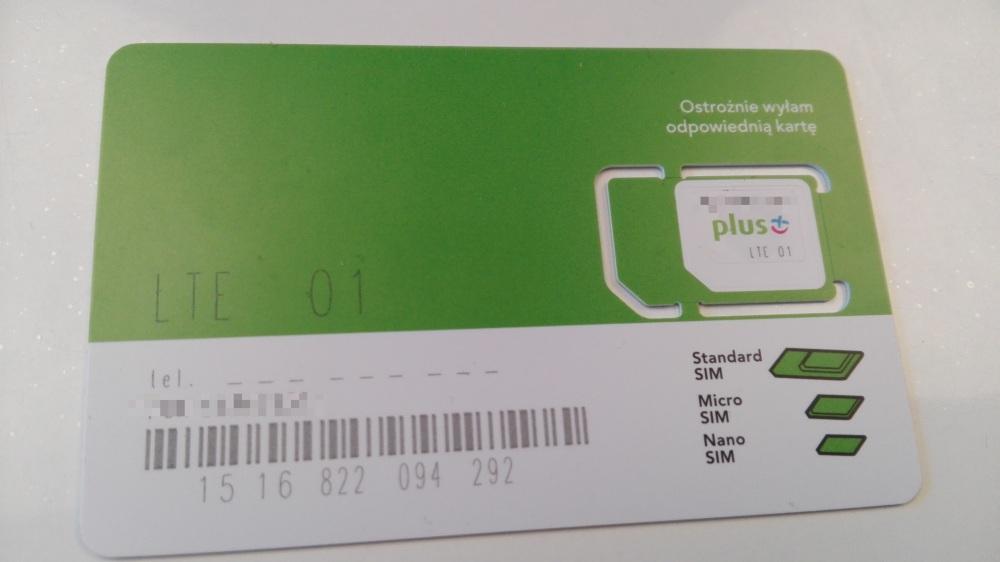 Ostrożnie wyłam
odpowiednią kartę
plus
LTE 01
LTE 01
tel. _ _ _ _ _ _ _ _ _
15 16 822 094 292
Standard
SIM
Micro
SIM
Nano
SIM